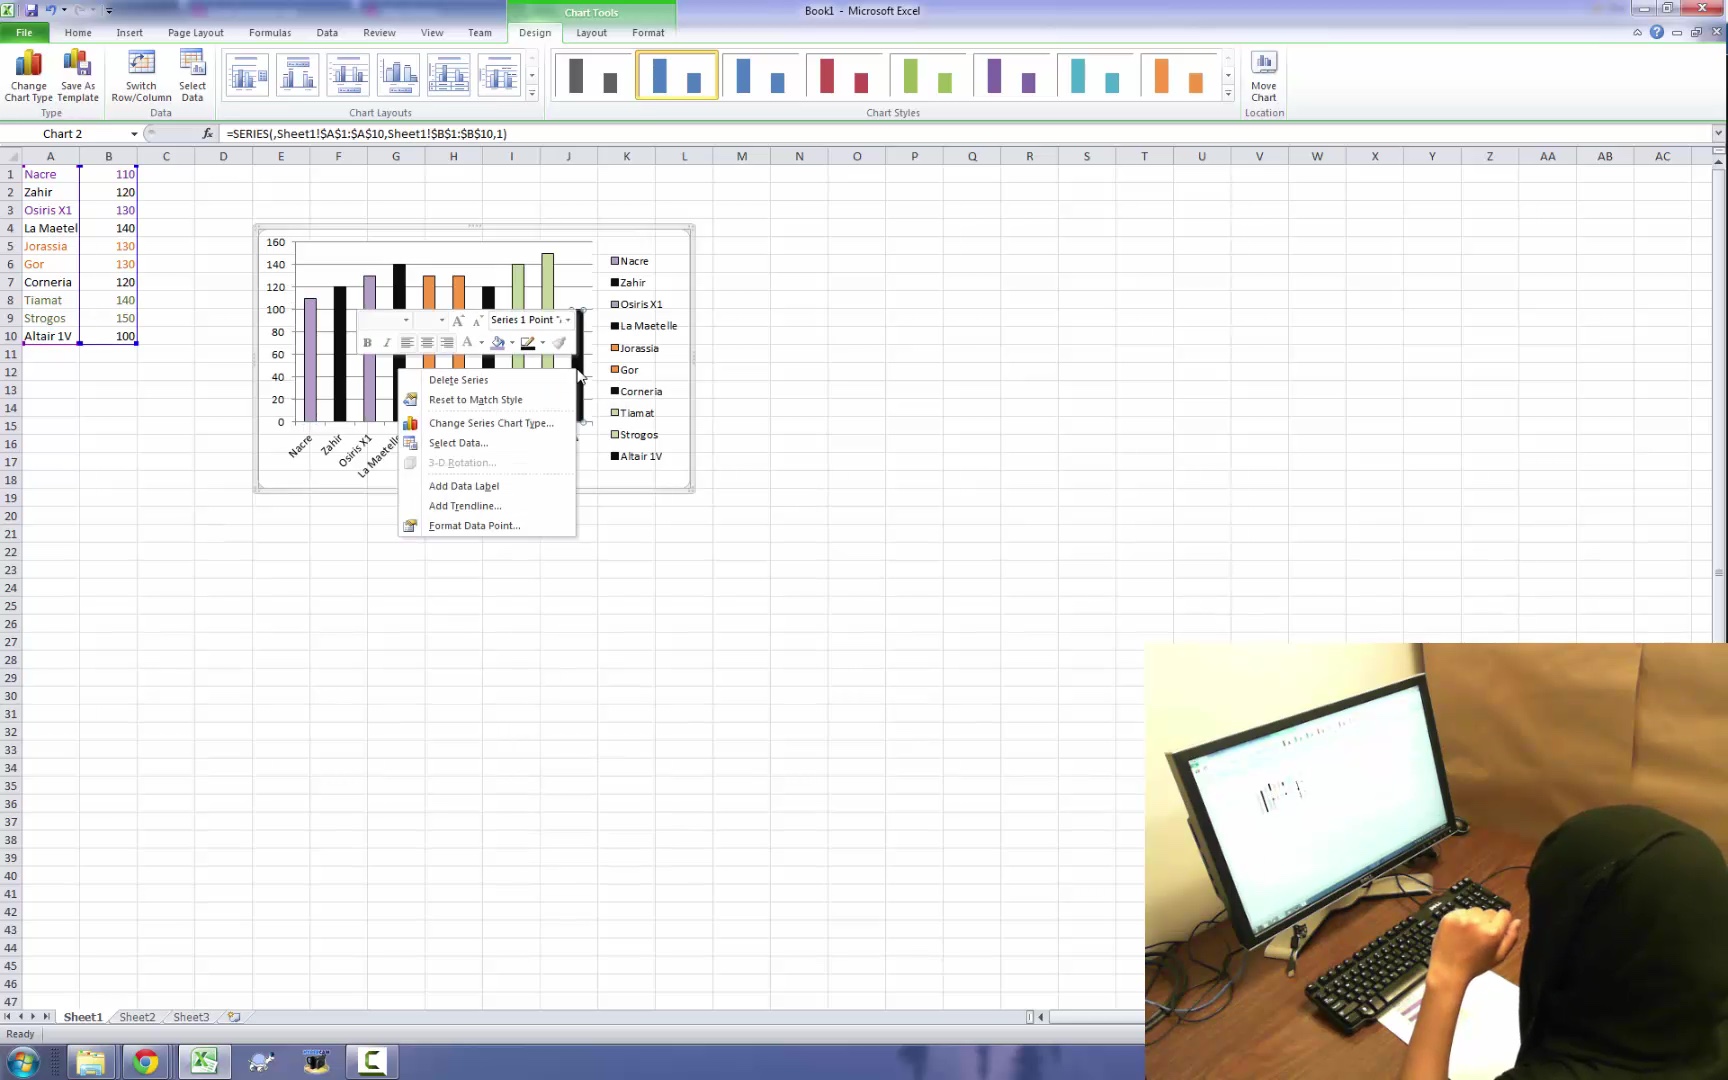 Book1 - Microsoft Excel
Chart Tools
File Home Insert Page Layout Formulas Data Review View Team Design Layout Format
Change Chart Type
Save As Template
Switch Row/Column
Select Data
Move Chart
Type Data Chart Layouts Chart Styles Location
Chart 2 fx =SERIES(,Sheet1!$A$1:$A$10,Sheet1!$B$1:$B$10,1)
A B C D E F G H I J K L M N O P Q R S T U V W X Y Z AA AB AC
1 Nacre 110
2 Zahir 120
3 Osiris X1 130
4 La Maetel 140
5 Jorassia 130
6 Gor 130
7 Corneria 120
8 Tiamat 140
9 Strogos 150
10 Altair 1V 100
11
12
13
14
15
16
17
18
19
20
21
22
23
24
25
26
27
28
29
30
31
32
33
34
35
36
37
38
39
40
41
42
43
44
45
46
47
160
140
120
100
80
60
40
20
0
Nacre
Zahir
Osiris X1
La Maetelle
Nacre
Zahir
Osiris X1
La Maetelle
Jorassia
Gor
Corneria
Tiamat
Strogos
Altair 1V
A A Series 1 Point "
B I A
Delete Series
Reset to Match Style
Change Series Chart Type...
Select Data...
3-D Rotation...
Add Data Label
Add Trendline...
Format Data Point...
Sheet1 Sheet2 Sheet3
Ready